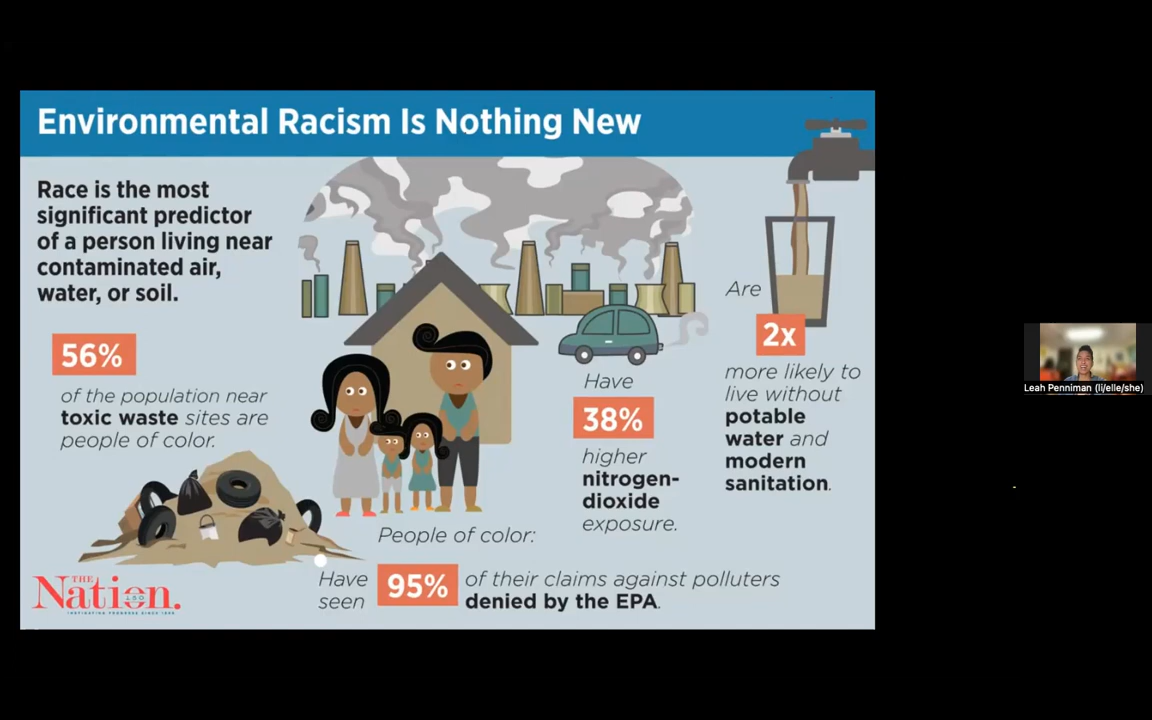 Environmental Racism Is Nothing New
Race is the most
significant predictor
of a person living near
contaminated air,
water, or soil.
56%
of the population near
toxic waste sites are
people of color.
People of color:
Have
38%
higher
nitrogen-
dioxide
exposure.
Are
2x
more likely to
live without
potable
water and
modern
sanitation.
Have seen 95% of their claims against polluters
denied by the EPA.
THE
Nation.
150
Leah Penniman (li/elle/she)